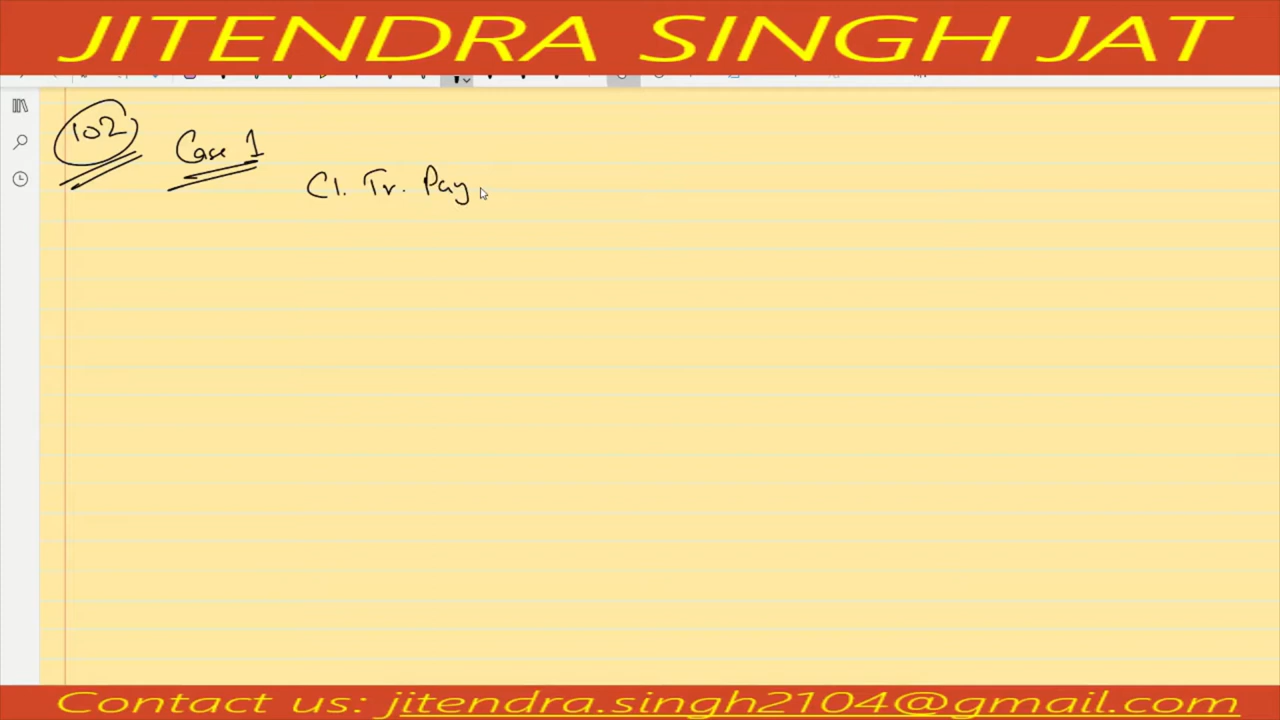 JITENDRA SINGH JAT
102
Case 1
Cl. Tr. Pay
Contact us: jitendra.singh2104@gmail.com